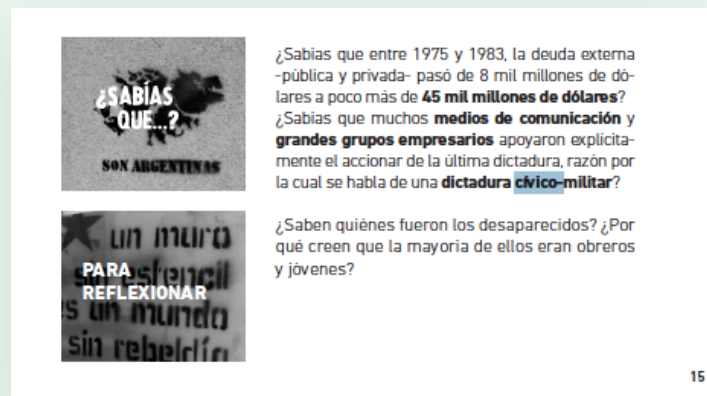 ¿SABÍAS
QUE...?
SON ARGENTINAS
¿Sabías que entre 1975 y 1983, la deuda externa
-pública y privada- pasó de 8 mil millones de dó-
lares a poco más de 45 mil millones de dólares?
¿Sabías que muchos medios de comunicación y
grandes grupos empresarios apoyaron explícita-
mente el accionar de la última dictadura, razón por
la cual se habla de una dictadura cívico-militar?
un muro
sin estencil
es un mundo
sin rebeldía
PARA
REFLEXIONAR
¿Saben quiénes fueron los desaparecidos? ¿Por
qué creen que la mayoría de ellos eran obreros
y jóvenes?
15